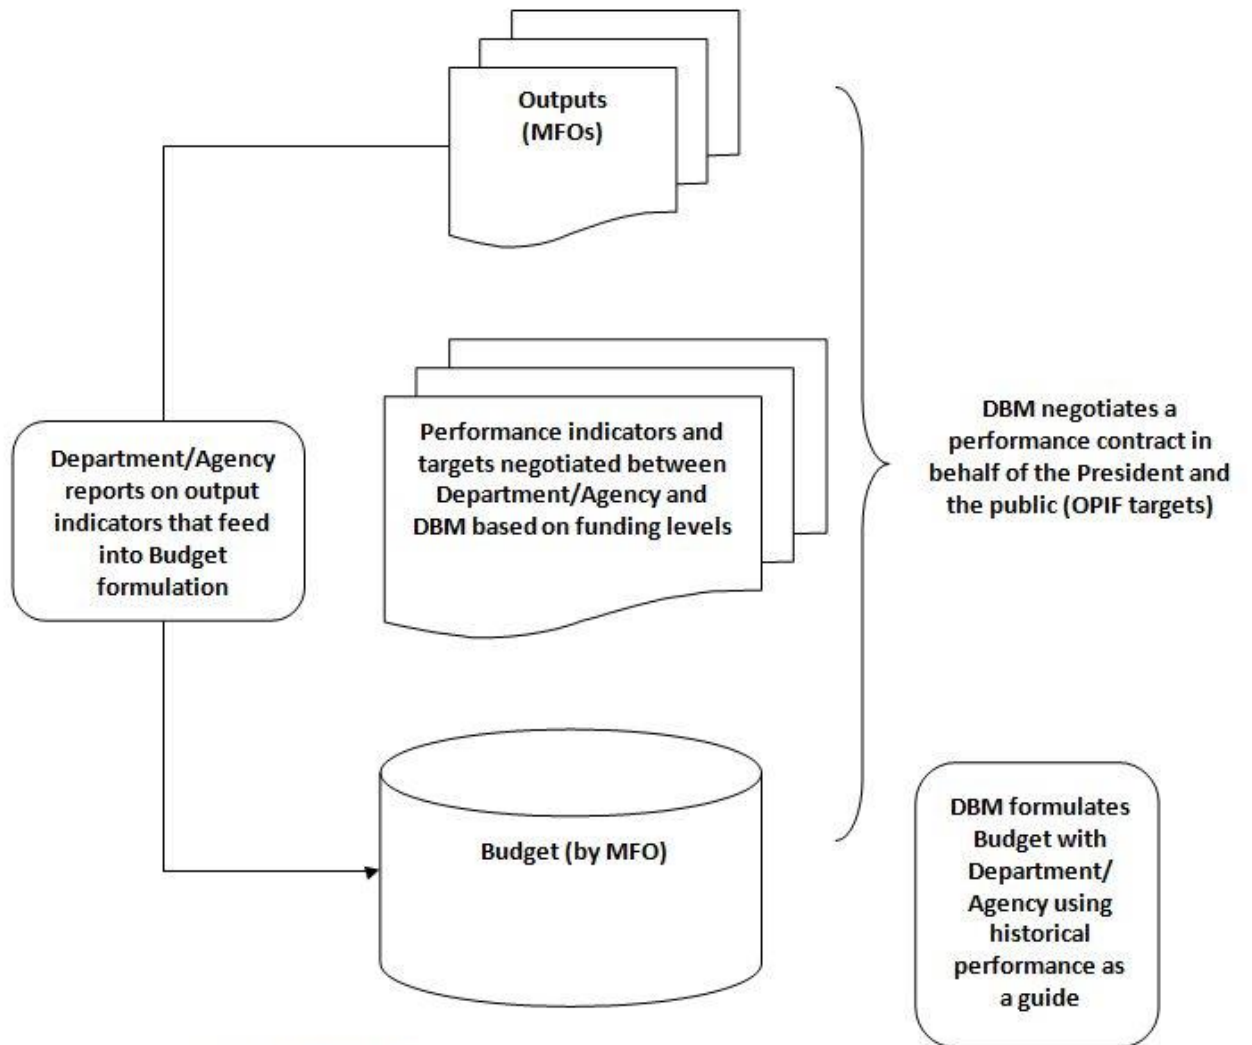 Outputs
(MFOs)
Department/Agency
reports on output
indicators that feed
into Budget
formulation
Performance indicators and
targets negotiated between
Department/Agency and
DBM based on funding levels
DBM negotiates a
performance contract in
behalf of the President and
the public (OPIF targets)
Budget (by MFO)
DBM formulates
Budget with
Department/
Agency using
historical
performance as
a guide